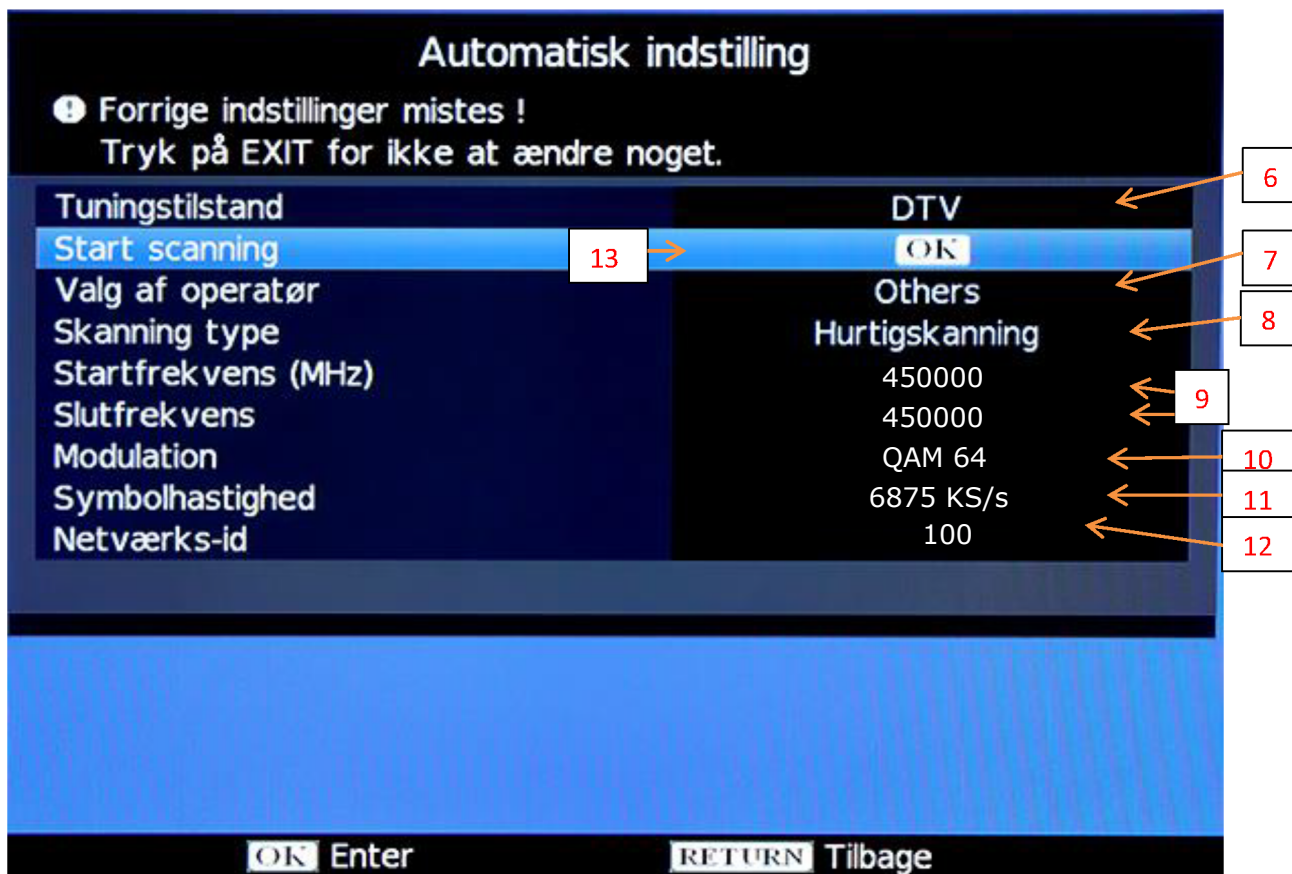 Automatisk indstilling
! Forrige indstillinger mistes !
Tryk på EXIT for ikke at ændre noget.
Tuningstilstand DTV 6
Start scanning 13 OK
Valg af operatør Others 7
Skanning type Hurtigskanning 8
Startfrekvens (MHz) 450000
9
Slutfrekvens 450000
Modulation QAM 64 10
Symbolhastighed 6875 KS/s 11
Netværks-id 100 12
OK Enter RETURN Tilbage